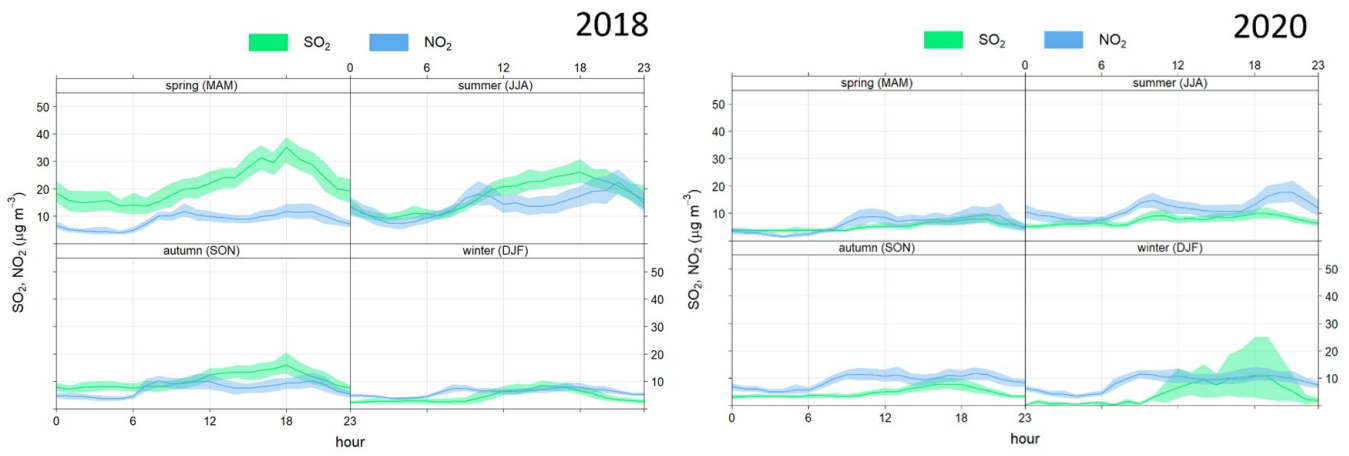 2018
SO₂ NO₂
0 6 12 18 23
spring (MAM) summer (JJA)
50
40
30
20
10
autumn (SON) winter (DJF)
50
40
30
20
10
0 6 12 18 23
hour
SO₂, NO₂ (µg m⁻³)
2020
SO₂ NO₂
0 6 12 18 23
spring (MAM) summer (JJA)
50
40
30
20
10
autumn (SON) winter (DJF)
50
40
30
20
10
0 6 12 18 23
hour
SO₂, NO₂ (µg m⁻³)